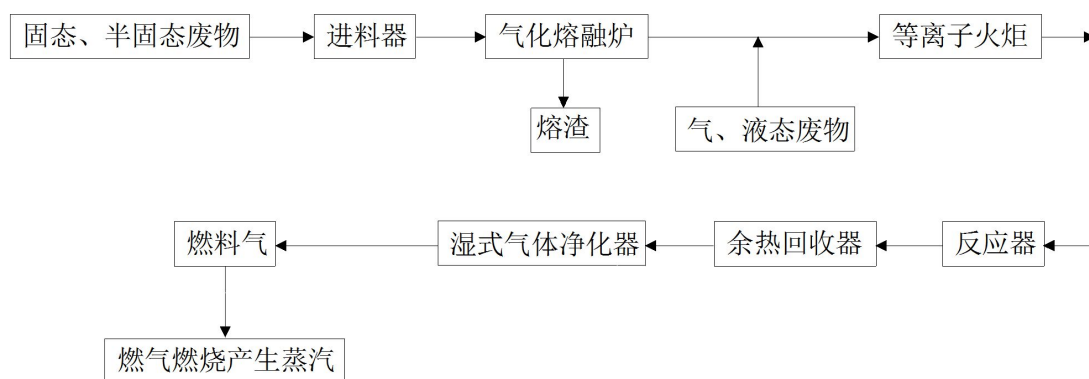 固态、半固态废物
进料器
气化熔融炉
等离子火炬
熔渣
气、液态废物
燃料气
湿式气体净化器
余热回收器
反应器
燃气燃烧产生蒸汽